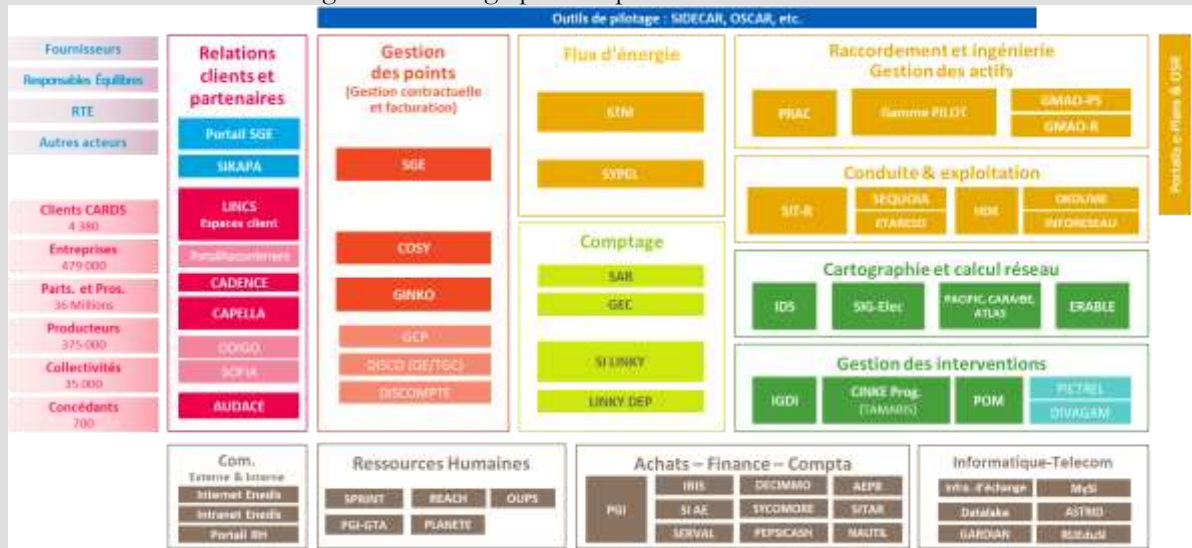 Outils de pilotage : SIDECAR, OSCAR, etc.
Fournisseurs
Responsables Équilibres
RTE
Autres acteurs
Clients CARDS
4 380
Entreprises
479 000
Parts. et Pros.
36 Millions
Producteurs
375 000
Collectivités
35 000
Concédants
700
Relations
clients et
partenaires
Portail SGE
SIKAPA
LINCS
Espaces client
CADENCE
CAPELLA
SOFIA
AUDACE
Gestion
des points
(Gestion contractuelle
et facturation)
SGE
COSY
GINKO
GCP
DISCO (GE/TGC)
DISCOMPTE
Flux d'énergie
STM
SYPEL
Comptage
SAR
GEC
SI LINKY
LINKY DEP
Raccordement et ingénierie
Gestion des actifs
PRAC
Gamme PILOT
GMAO-PS
GMAO-R
Conduite & exploitation
SIT-R
SEQUOIA
ETARESO
OKOUME
INFORESEAU
Cartographie et calcul réseau
IDS
SIG-Elec
PACIFIC, CARAIBE,
ATLAS
ERABLE
Gestion des interventions
IGDI
CINKE Prog.
(TAMARIS)
POM
PICTREL
DIVAGAM
Com.
Externe & Interne
Internet Enedis
Intranet Enedis
Portail RH
Ressources Humaines
SPRINT
REACH
OUPS
PGI-GTA
PLANETE
Achats – Finance – Compta
PGI
IRIS
DECIMMO
SI AE
SYCOMORE
SITAR
SERVAL
PEPSICASH
NAUTIL
Informatique-Telecom
Infra. d'échange
MySI
Datalake
ASTRID
GARDIAN